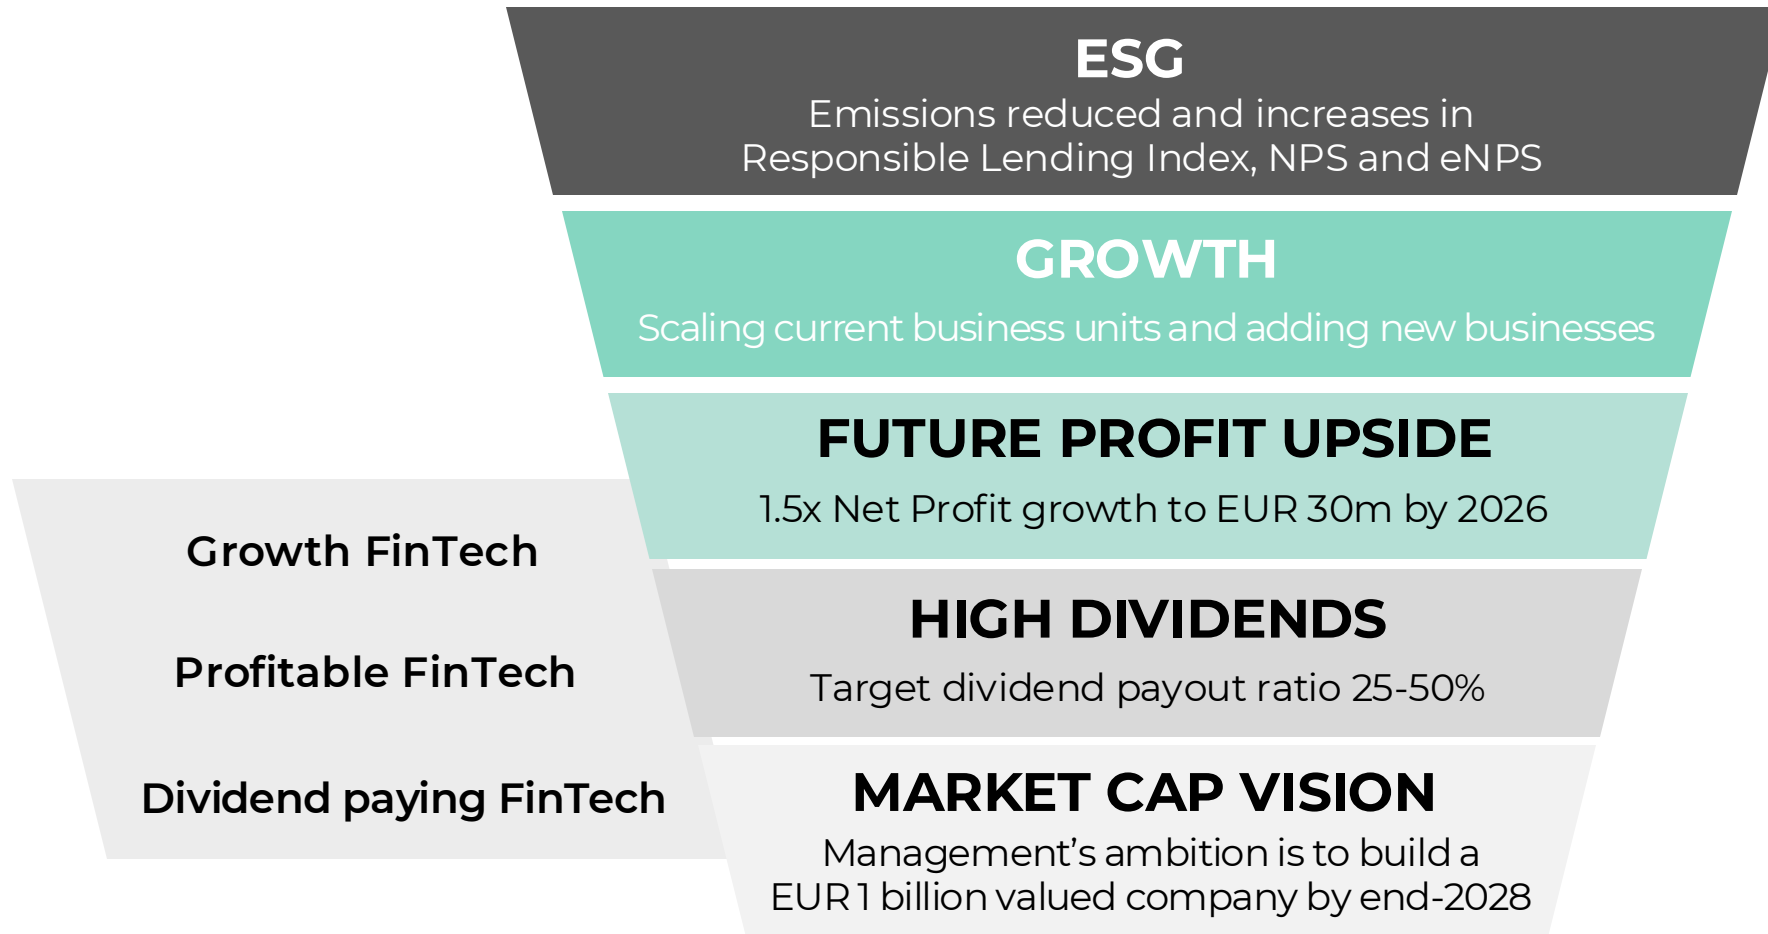 ESG
Emissions reduced and increases in
Responsible Lending Index, NPS and eNPS
GROWTH
Scaling current business units and adding new businesses
FUTURE PROFIT UPSIDE
1.5x Net Profit growth to EUR 30m by 2026
HIGH DIVIDENDS
Target dividend payout ratio 25-50%
MARKET CAP VISION
Management’s ambition is to build a
EUR 1 billion valued company by end-2028
Growth FinTech
Profitable FinTech
Dividend paying FinTech